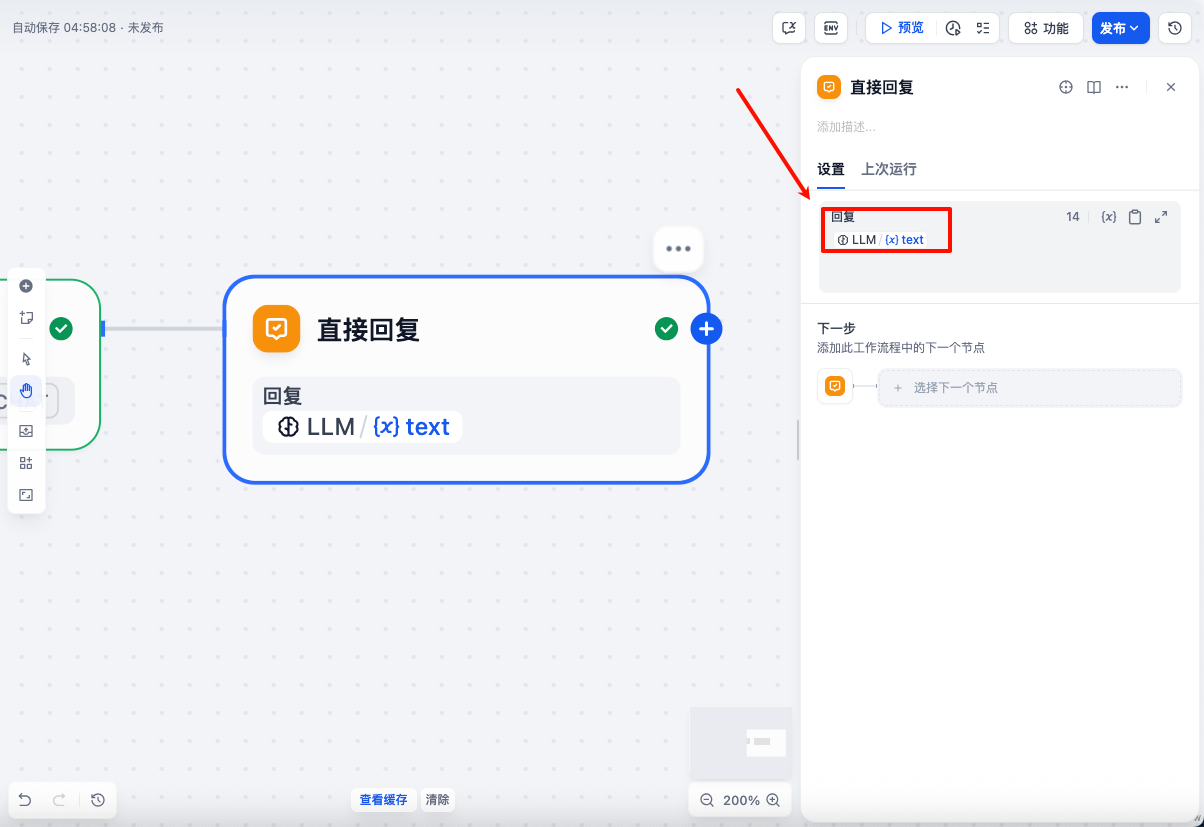 自动保存 04:58:08 · 未发布
ENV
预览
功能
发布
直接回复
添加描述...
设置
上次运行
回复
14
{x}
LLM / {x} text
下一步
添加此工作流程中的下一个节点
+ 选择下一个节点
直接回复
回复
LLM / {x} text
查看缓存
清除
200%